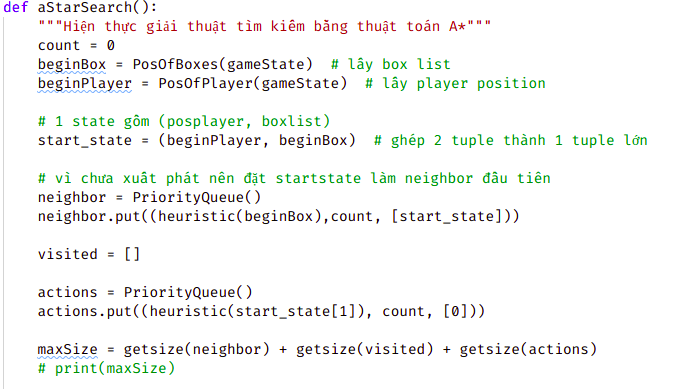 def aStarSearch():
    """Hiện thực giải thuật tìm kiếm bằng thuật toán A*"""
    count = 0
    beginBox = PosOfBoxes(gameState)  # lấy box list
    beginPlayer = PosOfPlayer(gameState)  # lấy player position

    # 1 state gồm (posplayer, boxlist)
    start_state = (beginPlayer, beginBox)  # ghép 2 tuple thành 1 tuple lớn

    # vì chưa xuất phát nên đặt startstate làm neighbor đầu tiên
    neighbor = PriorityQueue()
    neighbor.put((heuristic(beginBox),count, [start_state]))

    visited = []

    actions = PriorityQueue()
    actions.put((heuristic(start_state[1]), count, [0]))

    maxSize = getsize(neighbor) + getsize(visited) + getsize(actions)
    # print(maxSize)